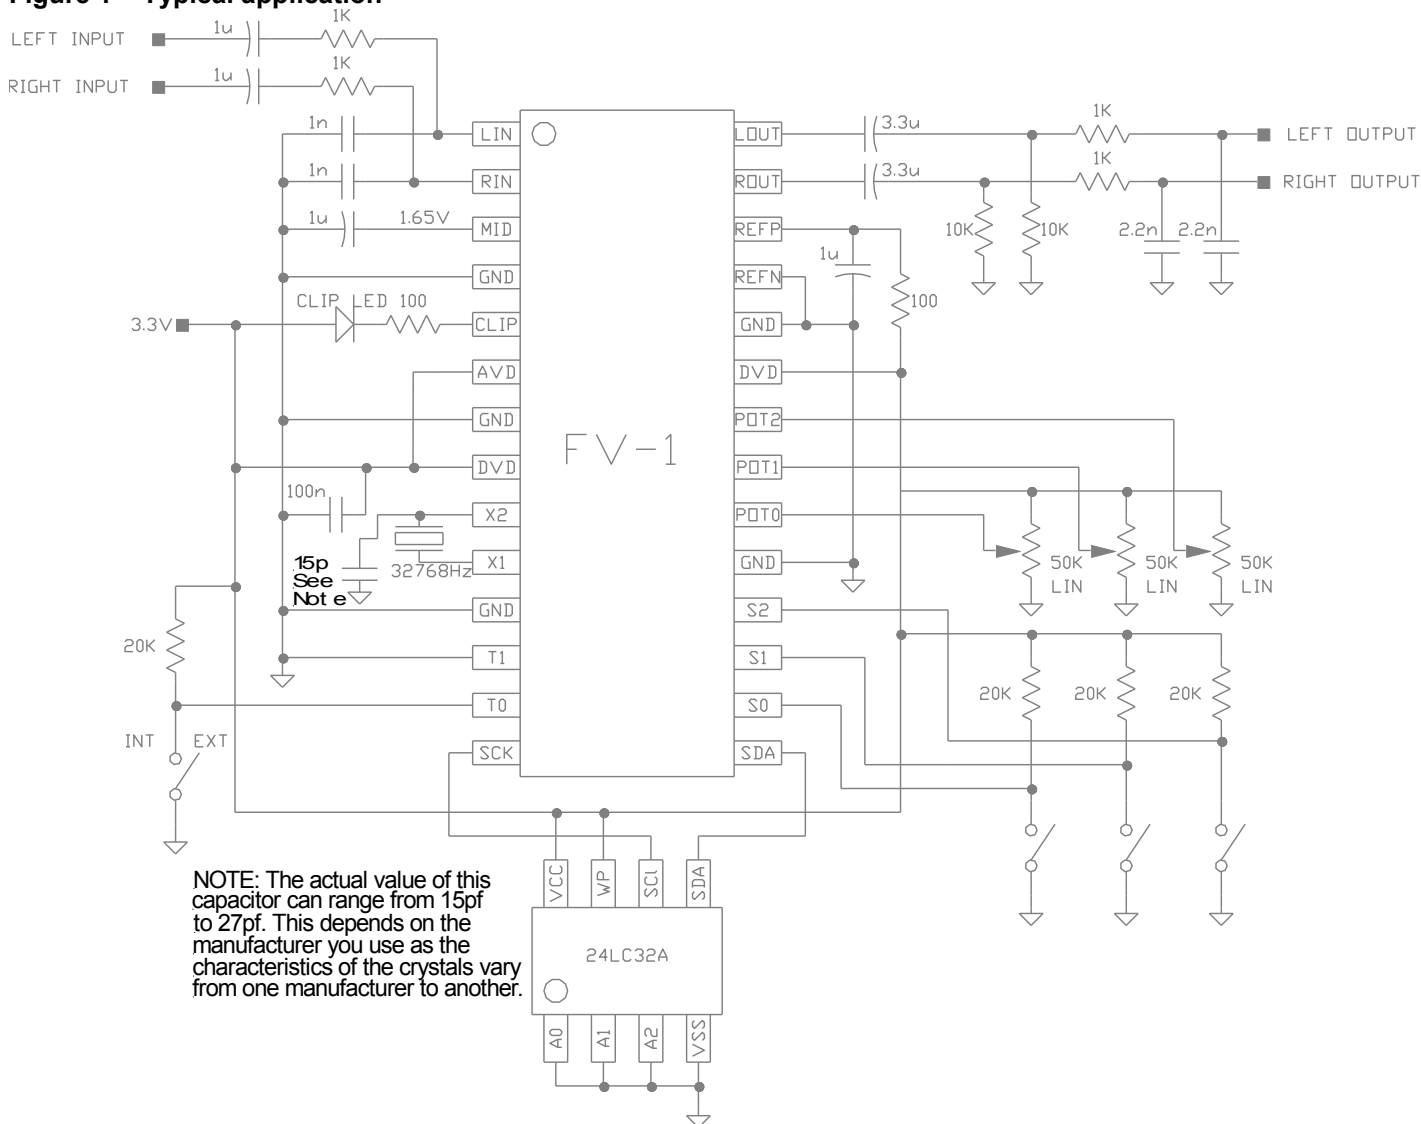 LEFT INPUT
1u
1K
RIGHT INPUT
1u
1K
1n
LIN
LOUT
3.3u
1K
LEFT OUTPUT
1n
RIN
ROUT
3.3u
1K
RIGHT OUTPUT
1u
1.65V
MID
REFP
10K
10K
2.2n
2.2n
1u
GND
REFN
CLIP LED
100
100
3.3V
CLIP
GND
AVD
DVD
GND
POT2
FV-1
DVD
POT1
100n
X2
POT0
15p
See
Note
32768Hz
X1
GND
50K
LIN
50K
LIN
50K
LIN
GND
S2
20K
T1
S1
20K
20K
20K
T0
S0
INT
EXT
SCK
SDA
VCC
WP
SCl
SDA
NOTE: The actual value of this
capacitor can range from 15pf
to 27pf. This depends on the
manufacturer you use as the
characteristics of the crystals vary
from one manufacturer to another.
24LC32A
A0
A1
A2
VSS